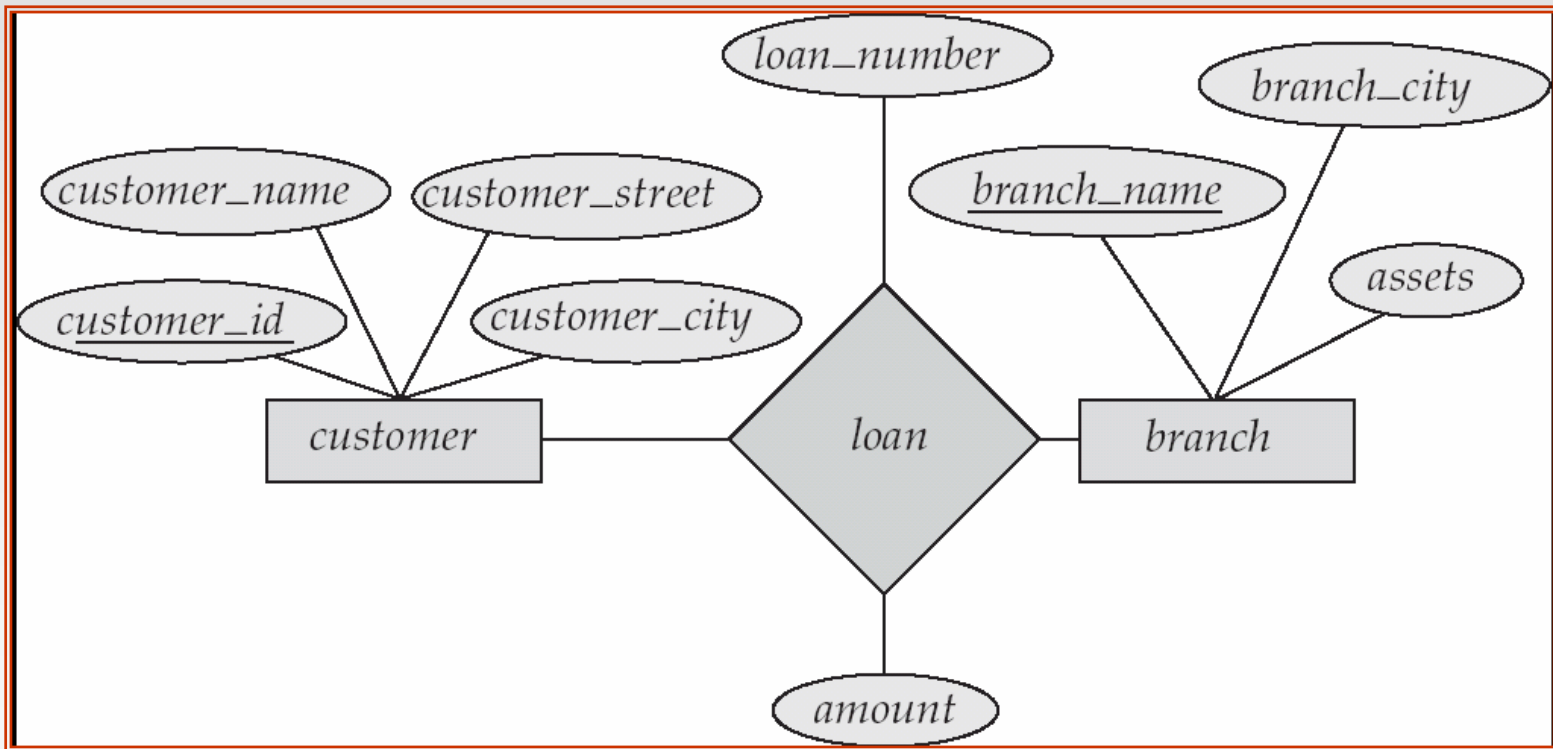 loan_number
branch_city
customer_name
customer_street
branch_name
assets
customer_id
customer_city
customer
loan
branch
amount